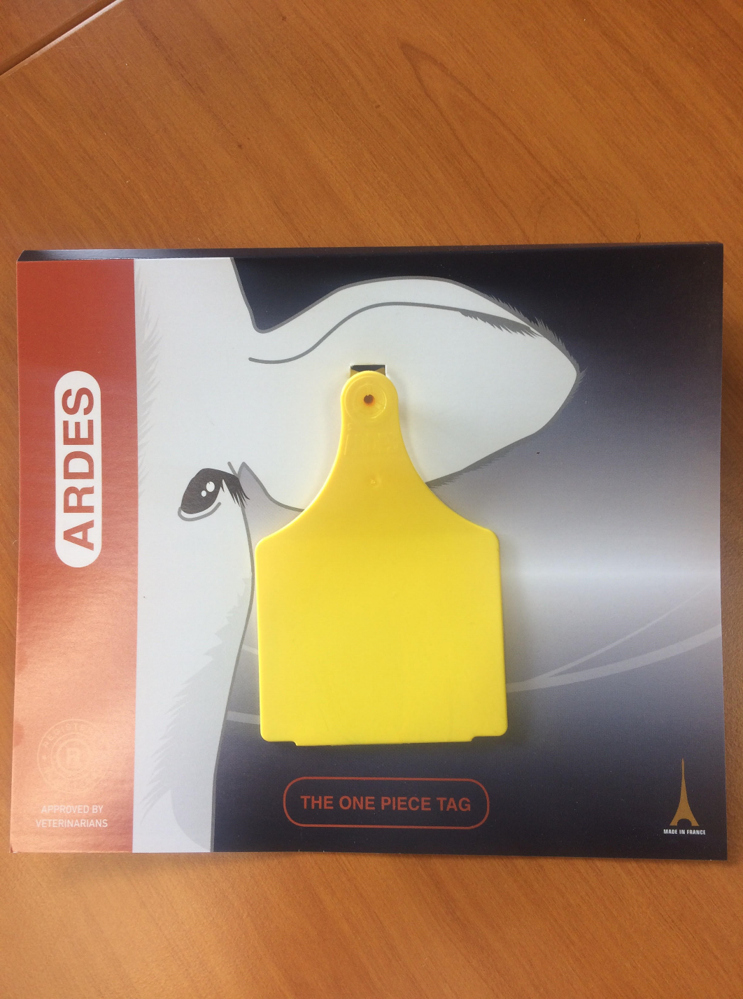 ARDES
APPROVED BY
VETERINARIANS
THE ONE PIECE TAG
MADE IN FRANCE